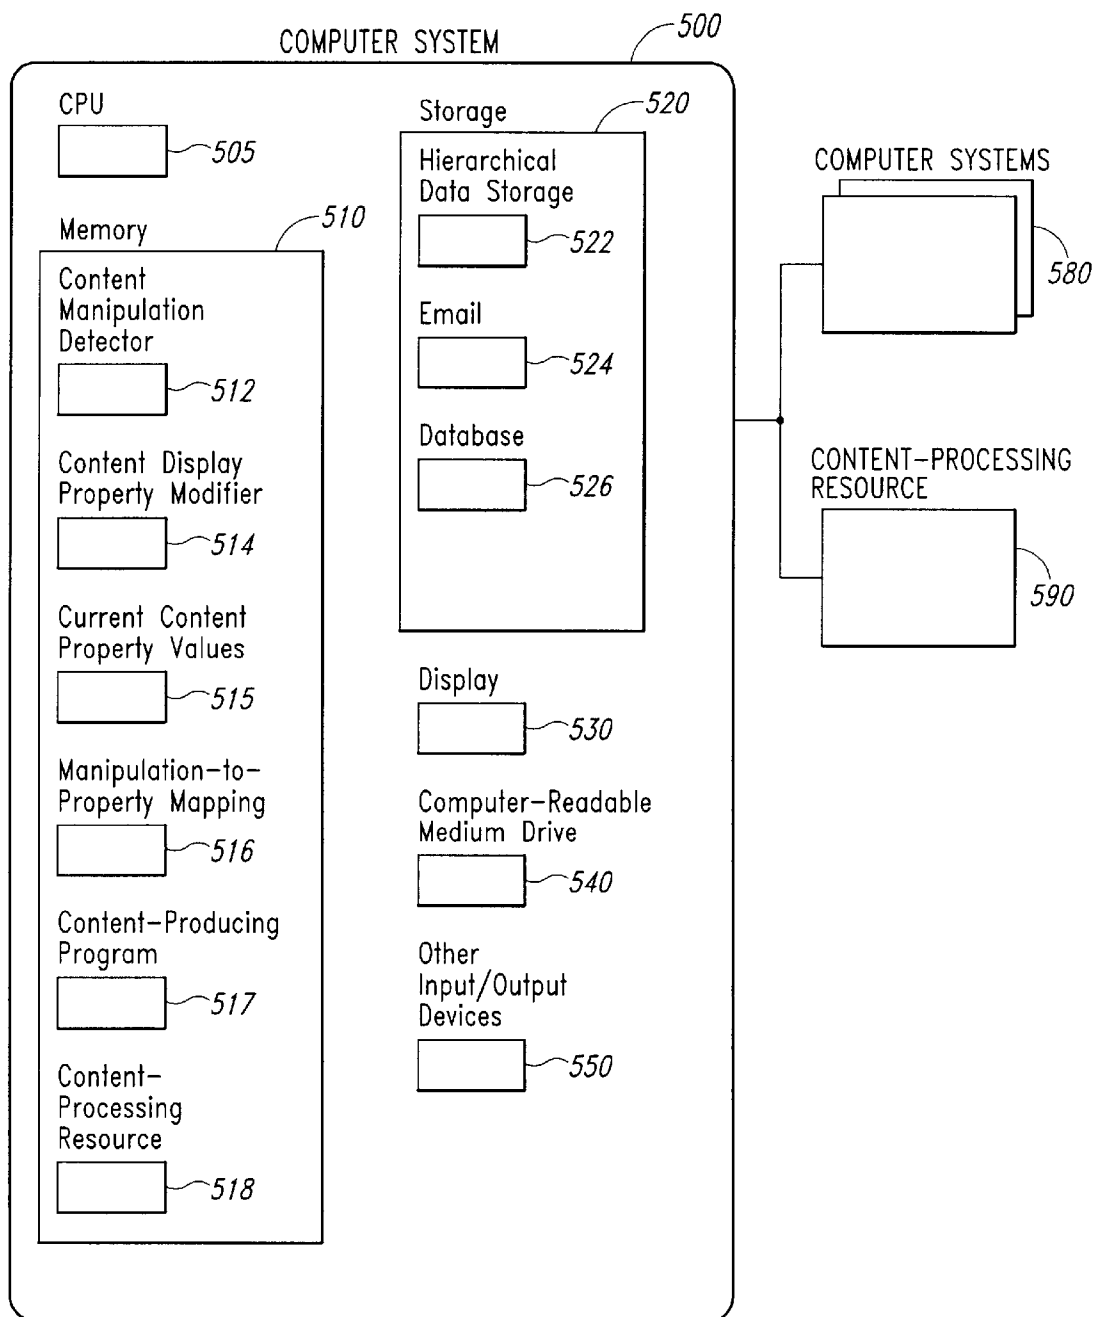 COMPUTER SYSTEM
500
CPU
505
Memory
510
Content
Manipulation
Detector
512
Content Display
Property Modifier
514
Current Content
Property Values
515
Manipulation-to-
Property Mapping
516
Content-Producing
Program
517
Content-
Processing
Resource
518
Storage
520
Hierarchical
Data Storage
522
Email
524
Database
526
Display
530
Computer-Readable
Medium Drive
540
Other
Input/Output
Devices
550
COMPUTER SYSTEMS
580
CONTENT-PROCESSING
RESOURCE
590